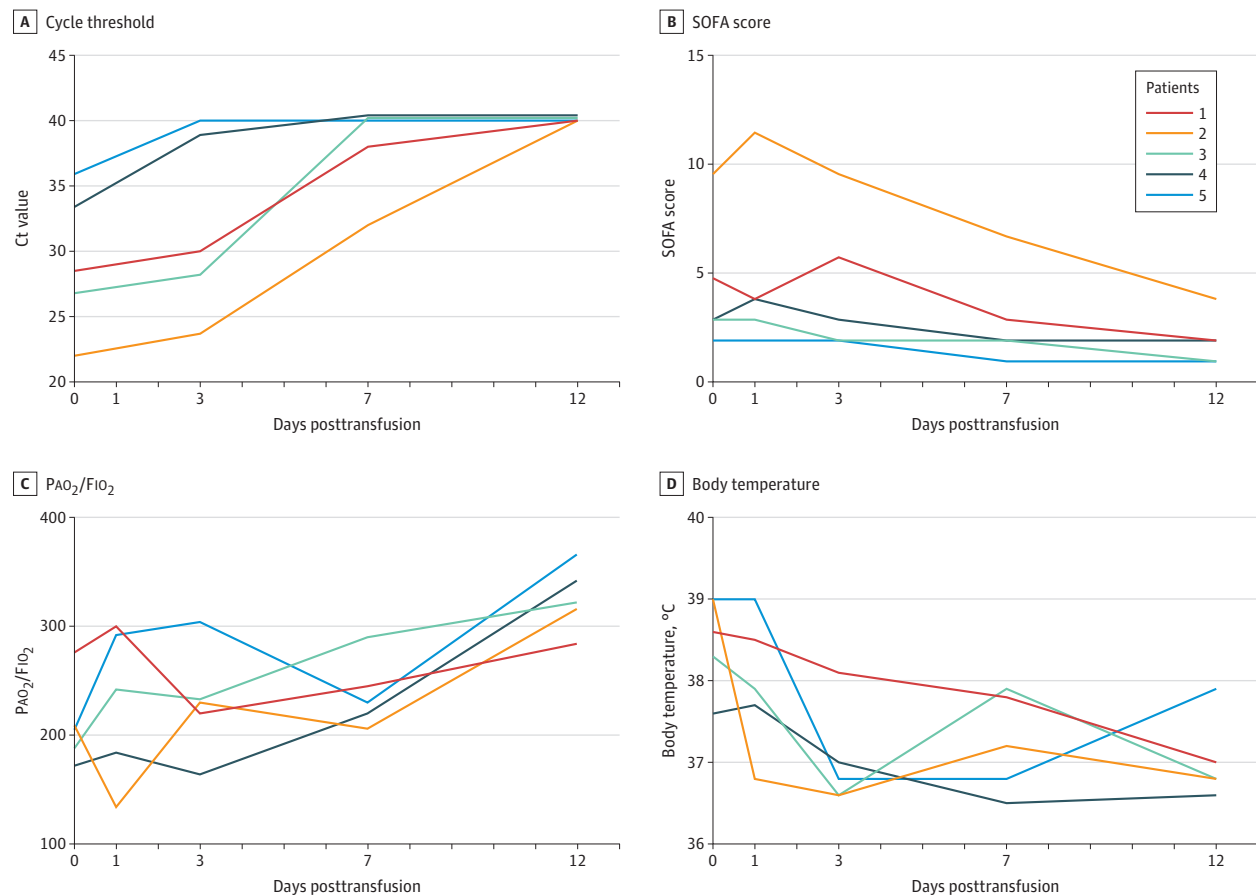 A Cycle threshold
45
40
35
30
25
20
Ct value
0 1 3 7 12
Days posttransfusion
B SOFA score
15
10
5
0
SOFA score
0 1 3 7 12
Days posttransfusion
Patients
1
2
3
4
5
C PAO2/FIO2
400
300
200
100
PAO2/FIO2
0 1 3 7 12
Days posttransfusion
D Body temperature
40
39
38
37
36
Body temperature, °C
0 1 3 7 12
Days posttransfusion